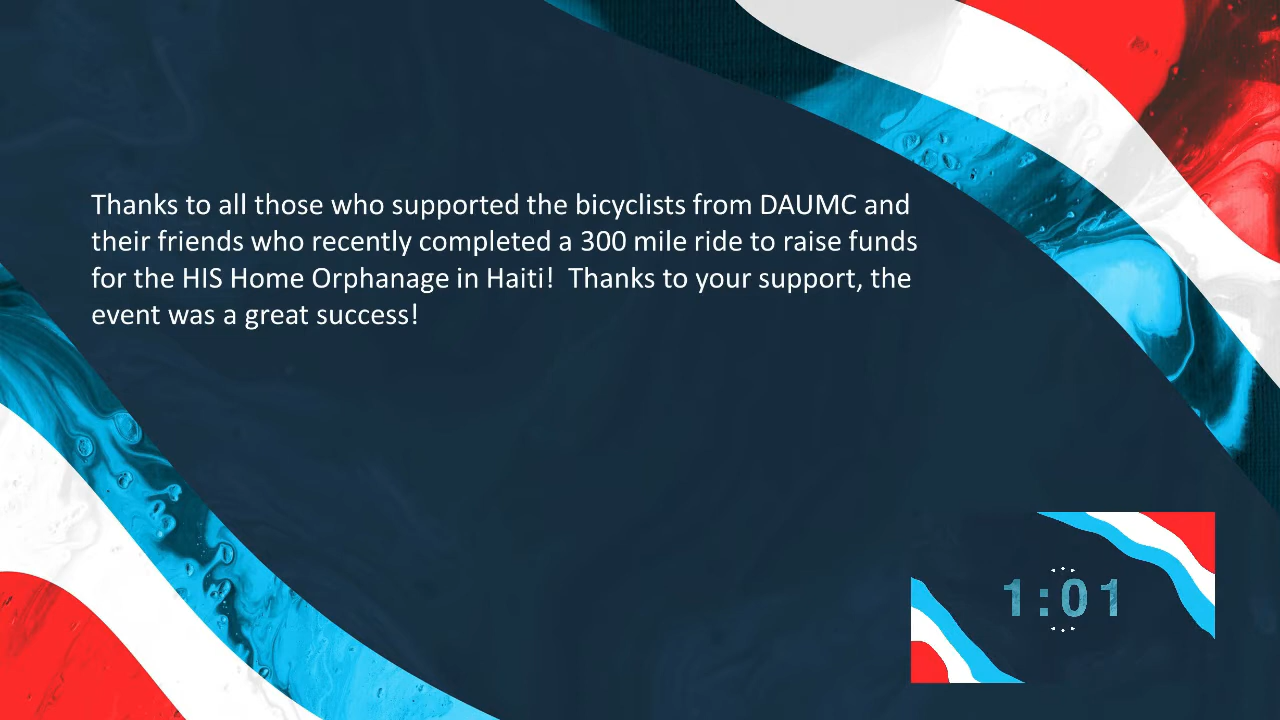 Thanks to all those who supported the bicyclists from DAUMC and
their friends who recently completed a 300 mile ride to raise funds
for the HIS Home Orphanage in Haiti!  Thanks to your support, the
event was a great success!
1:01